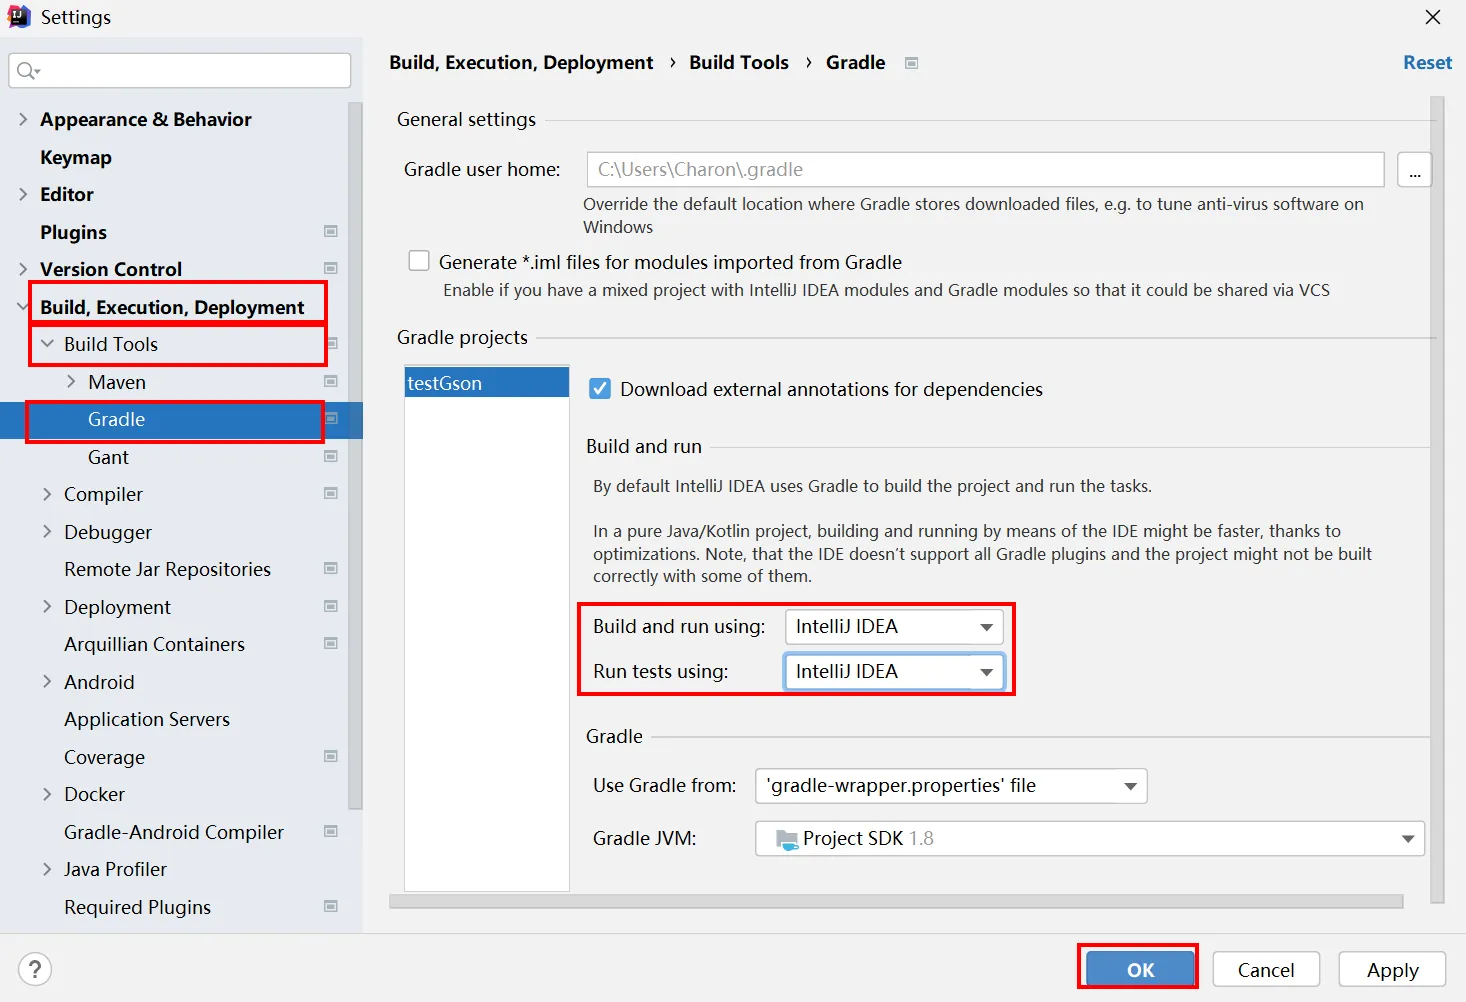 Settings
Appearance & Behavior
Keymap
Editor
Plugins
Version Control
Build, Execution, Deployment
Build Tools
Maven
Gradle
Gant
Compiler
Debugger
Remote Jar Repositories
Deployment
Arquillian Containers
Android
Application Servers
Coverage
Docker
Gradle-Android Compiler
Java Profiler
Required Plugins
Build, Execution, Deployment › Build Tools › Gradle
Reset
General settings
Gradle user home: C:\Users\Charon\.gradle ...
Override the default location where Gradle stores downloaded files, e.g. to tune anti-virus software on
Windows
Generate *.iml files for modules imported from Gradle
Enable if you have a mixed project with IntelliJ IDEA modules and Gradle modules so that it could be shared via VCS
Gradle projects
testGson
Download external annotations for dependencies
Build and run
By default IntelliJ IDEA uses Gradle to build the project and run the tasks.
In a pure Java/Kotlin project, building and running by means of the IDE might be faster, thanks to
optimizations. Note, that the IDE doesn't support all Gradle plugins and the project might not be built
correctly with some of them.
Build and run using: IntelliJ IDEA
Run tests using: IntelliJ IDEA
Gradle
Use Gradle from: 'gradle-wrapper.properties' file
Gradle JVM: Project SDK 1.8
?
OK
Cancel
Apply